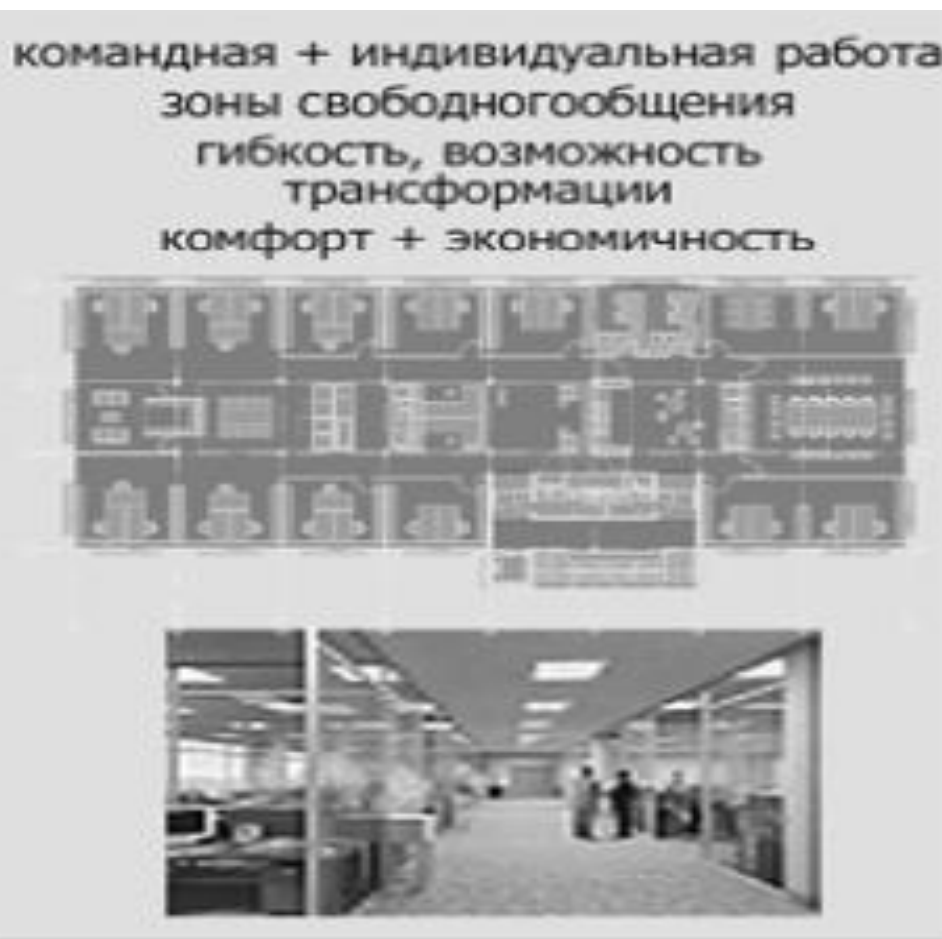 командная + индивидуальная работа
зоны свободногообщения
гибкость, возможность
трансформации
комфорт + экономичность